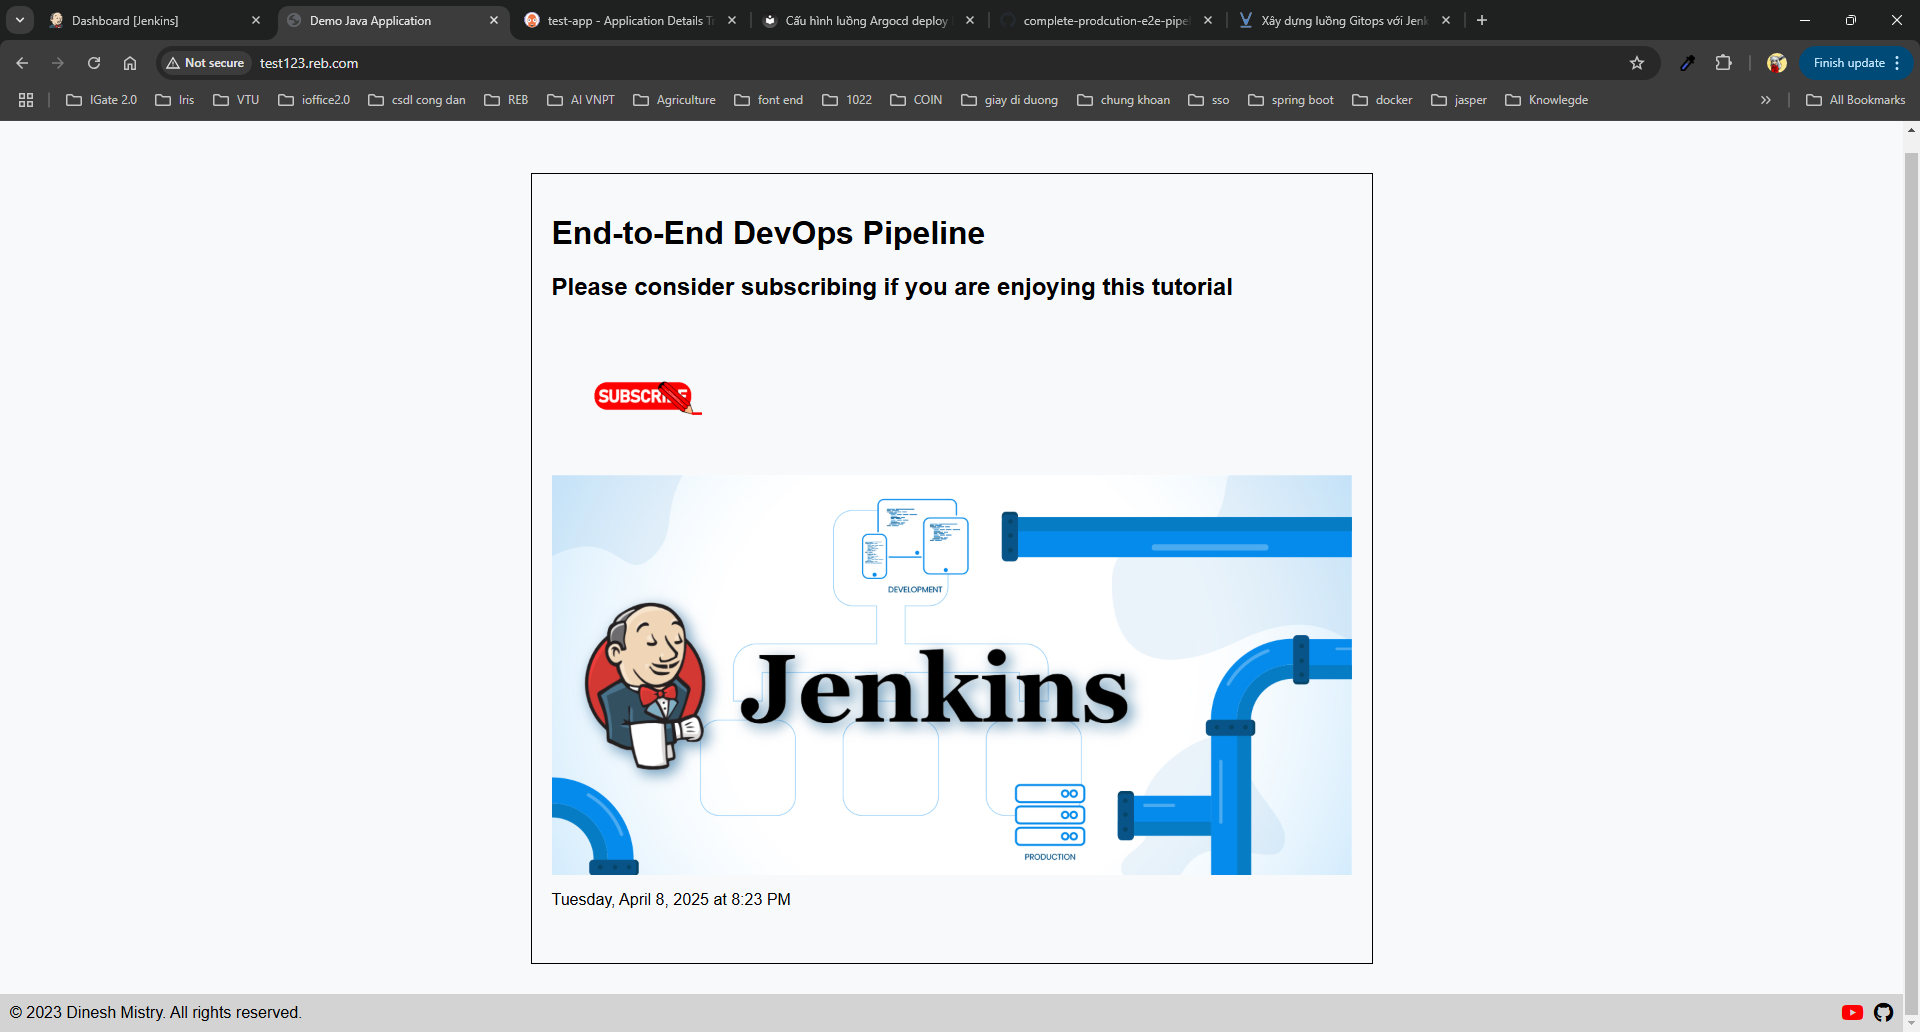 Dashboard [Jenkins]
Demo Java Application
test-app - Application Details
Cấu hình luồng Argocd deploy
complete-prodcution-e2e-pipel
Xây dựng luồng Gitops với Jenk
Not secure
test123.reb.com
Finish update
IGate 2.0
Iris
VTU
ioffice2.0
csdl cong dan
REB
AI VNPT
Agriculture
font end
1022
COIN
giay di duong
chung khoan
sso
spring boot
docker
jasper
Knowlegde
All Bookmarks
End-to-End DevOps Pipeline
Please consider subscribing if you are enjoying this tutorial
SUBSCRIBE
DEVELOPMENT
Jenkins
PRODUCTION
Tuesday, April 8, 2025 at 8:23 PM
© 2023 Dinesh Mistry. All rights reserved.